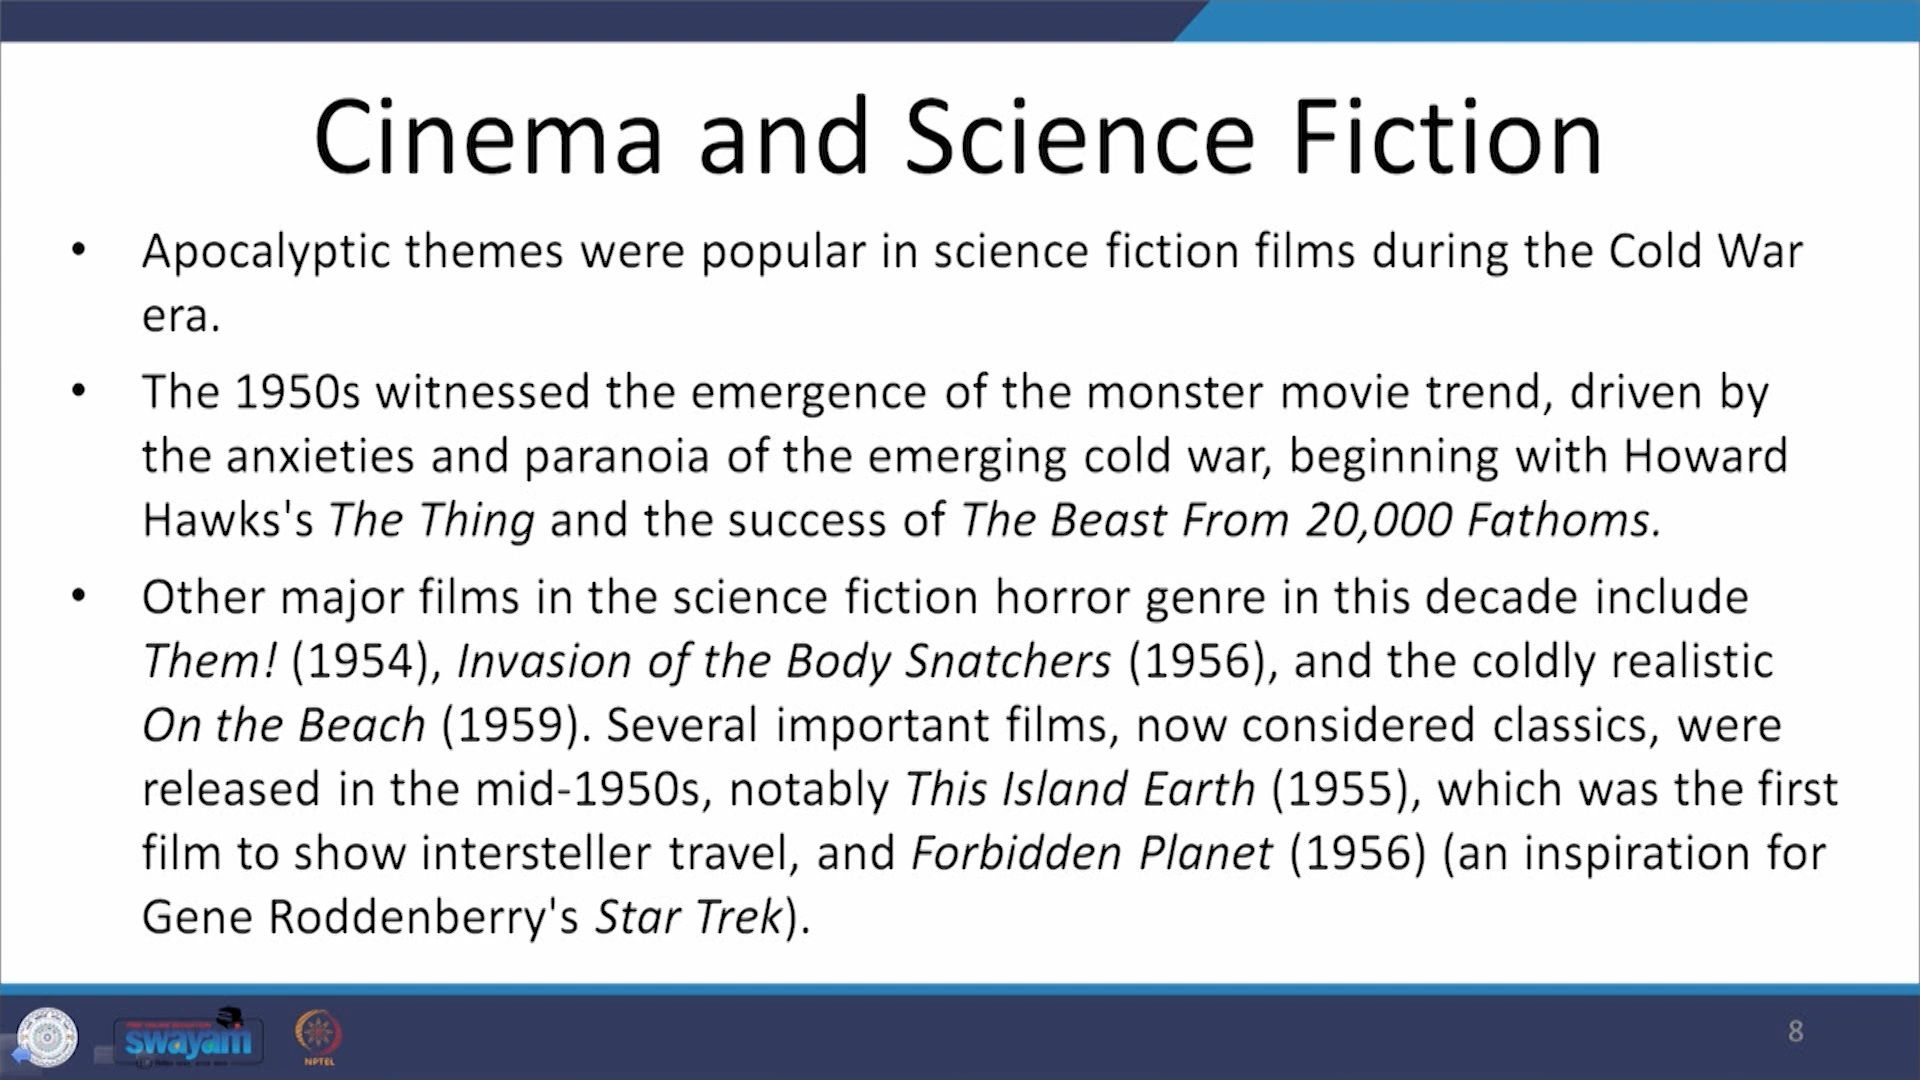 Cinema and Science Fiction
• Apocalyptic themes were popular in science fiction films during the Cold War
era.
• The 1950s witnessed the emergence of the monster movie trend, driven by
the anxieties and paranoia of the emerging cold war, beginning with Howard
Hawks's The Thing and the success of The Beast From 20,000 Fathoms.
• Other major films in the science fiction horror genre in this decade include
Them! (1954), Invasion of the Body Snatchers (1956), and the coldly realistic
On the Beach (1959). Several important films, now considered classics, were
released in the mid-1950s, notably This Island Earth (1955), which was the first
film to show intersteller travel, and Forbidden Planet (1956) (an inspiration for
Gene Roddenberry's Star Trek).
swayam
NPTEL
8